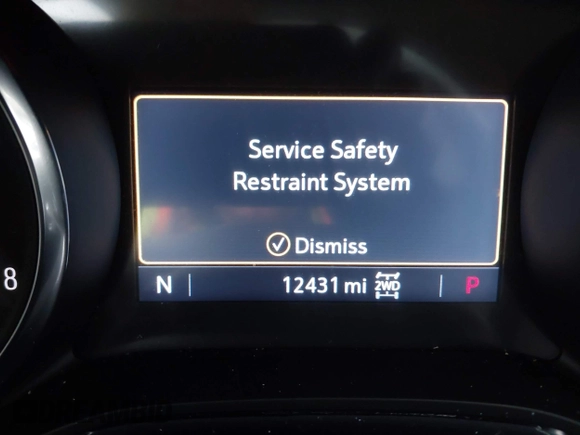 Service Safety
Restraint System
Dismiss
8
N 12431 mi 2WD P